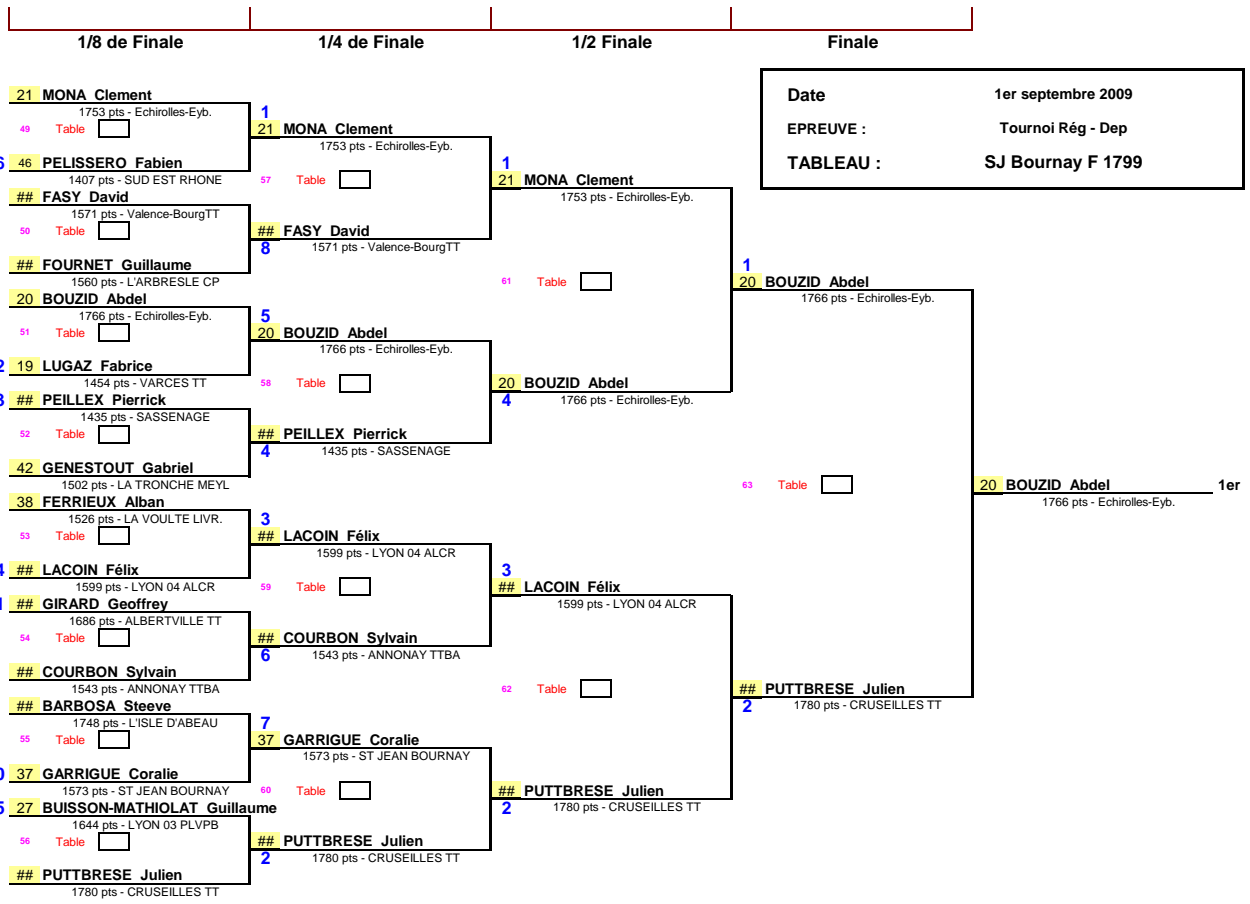 1/8 de Finale 1/4 de Finale 1/2 Finale Finale
Date 1er septembre 2009
EPREUVE : Tournoi Rég - Dep
TABLEAU : SJ Bournay F 1799
21 MONA Clement
1753 pts - Echirolles-Eyb.
49 Table
46 PELISSERO Fabien
1407 pts - SUD EST RHONE
## FASY David
1571 pts - Valence-BourgTT
50 Table
## FOURNET Guillaume
1560 pts - L'ARBRESLE CP
20 BOUZID Abdel
1766 pts - Echirolles-Eyb.
51 Table
2 19 LUGAZ Fabrice
1454 pts - VARCES TT
3 ## PEILLEX Pierrick
1435 pts - SASSENAGE
52 Table
42 GENESTOUT Gabriel
1502 pts - LA TRONCHE MEYL
38 FERRIEUX Alban
1526 pts - LA VOULTE LIVR.
53 Table
4 ## LACOIN Félix
1599 pts - LYON 04 ALCR
1 ## GIRARD Geoffrey
1686 pts - ALBERTVILLE TT
54 Table
## COURBON Sylvain
1543 pts - ANNONAY TTBA
## BARBOSA Steeve
1748 pts - L'ISLE D'ABEAU
55 Table
0 37 GARRIGUE Coralie
1573 pts - ST JEAN BOURNAY
5 27 BUISSON-MATHIOLAT Guillaume
1644 pts - LYON 03 PLVPB
56 Table
## PUTTBRESE Julien
1780 pts - CRUSEILLES TT
1
21 MONA Clement
1753 pts - Echirolles-Eyb.
57 Table
## FASY David
8 1571 pts - Valence-BourgTT
5
20 BOUZID Abdel
1766 pts - Echirolles-Eyb.
58 Table
## PEILLEX Pierrick
4 1435 pts - SASSENAGE
3
## LACOIN Félix
1599 pts - LYON 04 ALCR
59 Table
## COURBON Sylvain
6 1543 pts - ANNONAY TTBA
7
37 GARRIGUE Coralie
1573 pts - ST JEAN BOURNAY
60 Table
## PUTTBRESE Julien
2 1780 pts - CRUSEILLES TT
1
21 MONA Clement
1753 pts - Echirolles-Eyb.
61 Table
20 BOUZID Abdel
4 1766 pts - Echirolles-Eyb.
3
## LACOIN Félix
1599 pts - LYON 04 ALCR
62 Table
## PUTTBRESE Julien
2 1780 pts - CRUSEILLES TT
1
20 BOUZID Abdel
1766 pts - Echirolles-Eyb.
63 Table
## PUTTBRESE Julien
2 1780 pts - CRUSEILLES TT
20 BOUZID Abdel 1er
1766 pts - Echirolles-Eyb.